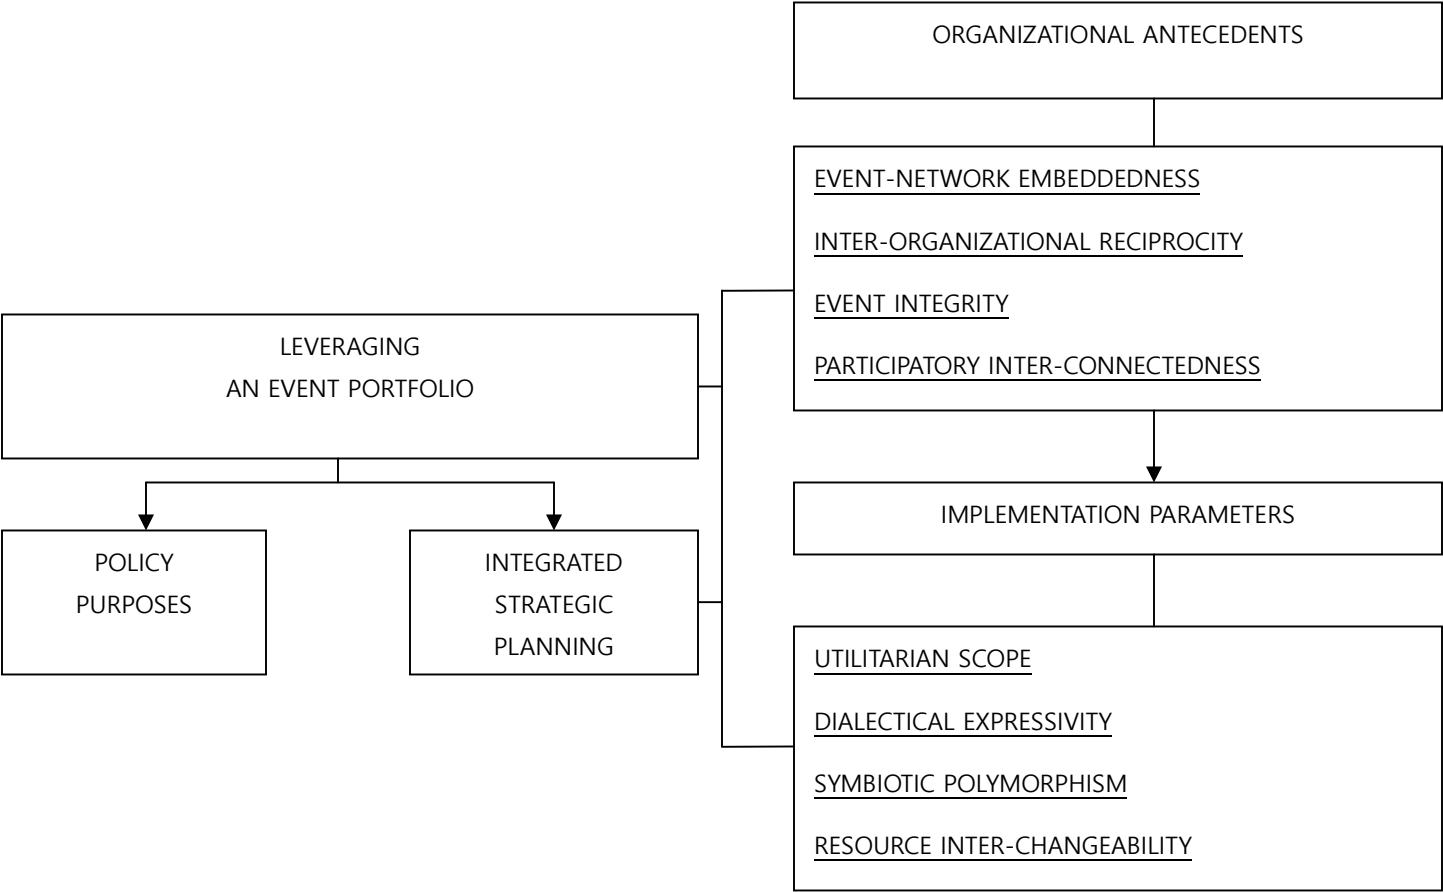 ORGANIZATIONAL ANTECEDENTS
EVENT-NETWORK EMBEDDEDNESS
INTER-ORGANIZATIONAL RECIPROCITY
EVENT INTEGRITY
PARTICIPATORY INTER-CONNECTEDNESS
LEVERAGING
AN EVENT PORTFOLIO
POLICY
PURPOSES
INTEGRATED
STRATEGIC
PLANNING
IMPLEMENTATION PARAMETERS
UTILITARIAN SCOPE
DIALECTICAL EXPRESSIVITY
SYMBIOTIC POLYMORPHISM
RESOURCE INTER-CHANGEABILITY